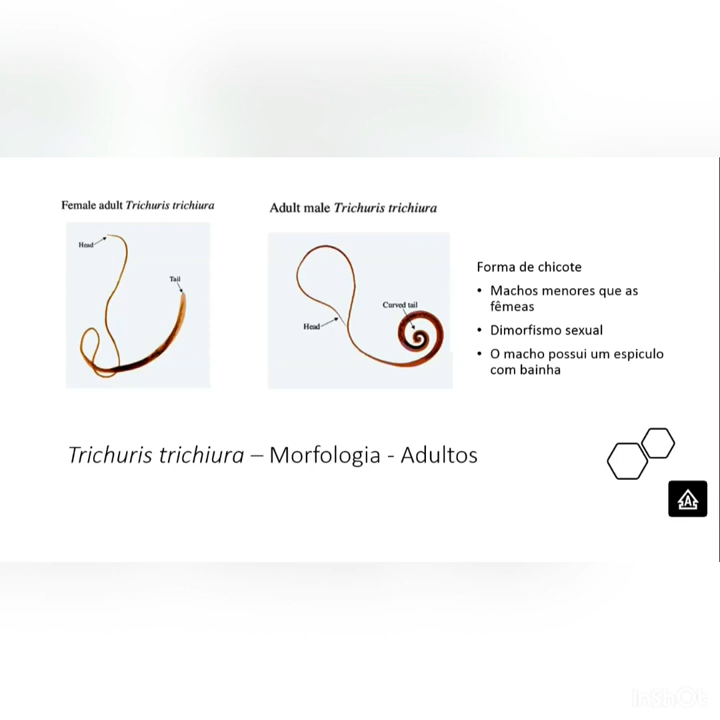 Female adult Trichuris trichiura
Head
Tail
Adult male Trichuris trichiura
Curved tail
Head
Forma de chicote
• Machos menores que as
fêmeas
• Dimorfismo sexual
• O macho possui um espiculo
com bainha
Trichuris trichiura – Morfologia - Adultos
A
InShOt